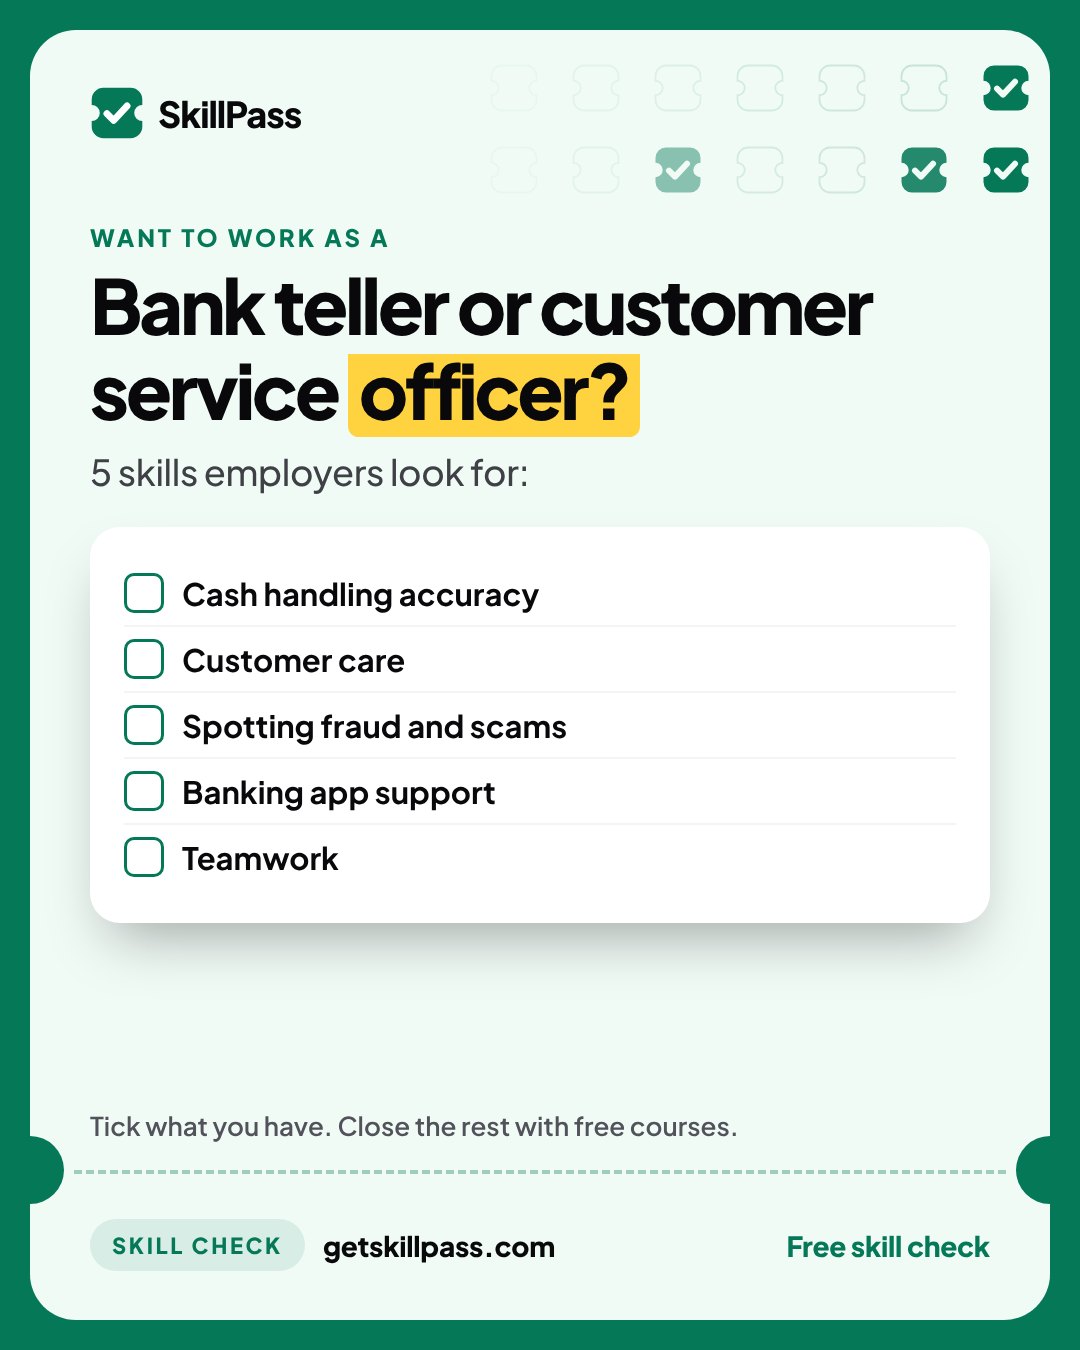 SkillPass
WANT TO WORK AS A
Bank teller or customer
service officer?
5 skills employers look for:
Cash handling accuracy
Customer care
Spotting fraud and scams
Banking app support
Teamwork
Tick what you have. Close the rest with free courses.
SKILL CHECK getskillpass.com Free skill check